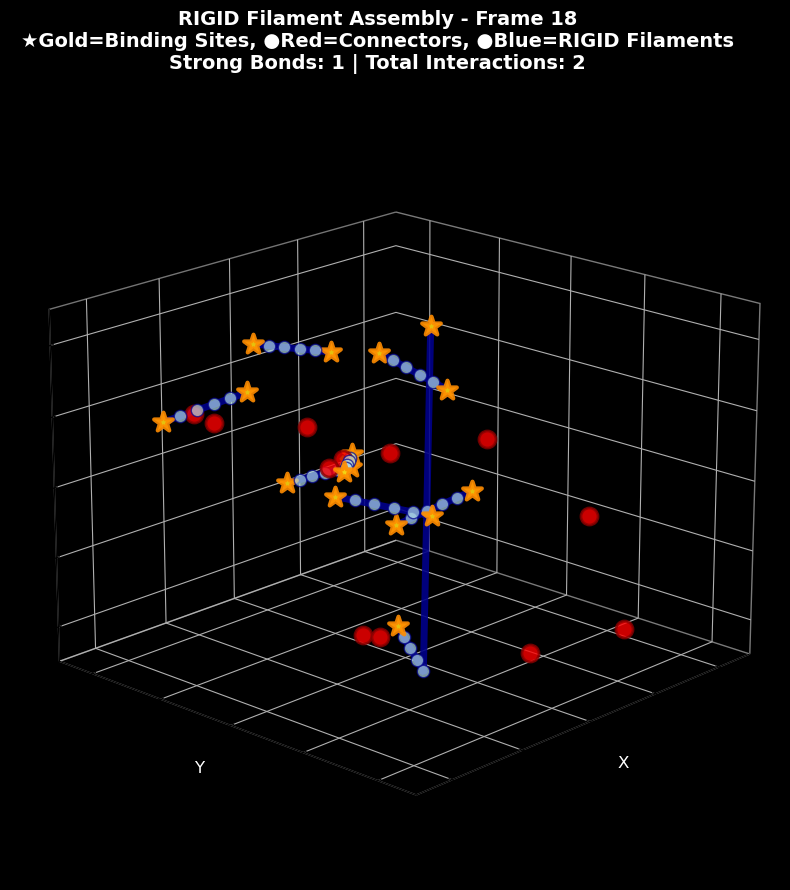 RIGID Filament Assembly - Frame 18
★Gold=Binding Sites, ●Red=Connectors, ●Blue=RIGID Filaments
Strong Bonds: 1 | Total Interactions: 2
Y
X